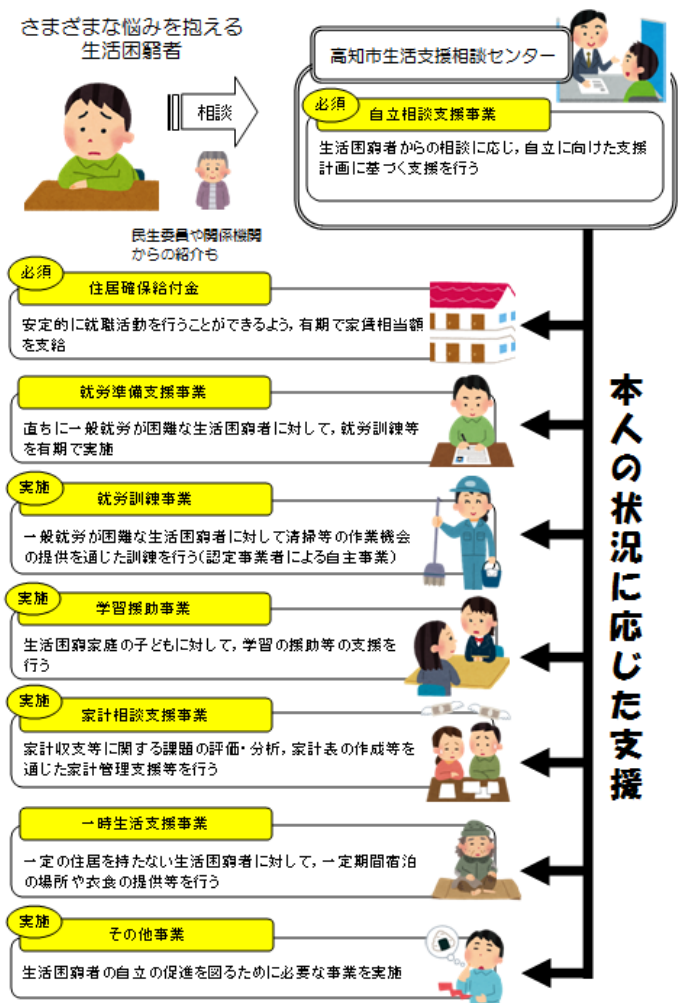 さまざまな悩みを抱える
生活困窮者
相談
民生委員や関係機関
からの紹介も
高知市生活支援相談センター
必須
自立相談支援事業
生活困窮者からの相談に応じ，自立に向けた支援
計画に基づく支援を行う
必須
住居確保給付金
安定的に就職活動を行うことができるよう，有期で家賃相当額
を支給
就労準備支援事業
直ちに一般就労が困難な生活困窮者に対して，就労訓練等
を有期で実施
実施
就労訓練事業
一般就労が困難な生活困窮者に対して清掃等の作業機会
の提供を通じた訓練を行う（認定事業者による自主事業）
実施
学習援助事業
生活困窮家庭の子どもに対して，学習の援助等の支援を
行う
実施
家計相談支援事業
家計収支等に関する課題の評価・分析，家計表の作成等を
通じた家計管理支援等を行う
一時生活支援事業
一定の住居を持たない生活困窮者に対して，一定期間宿泊
の場所や衣食の提供等を行う
実施
その他事業
生活困窮者の自立の促進を図るために必要な事業を実施
本人の状況に応じた支援